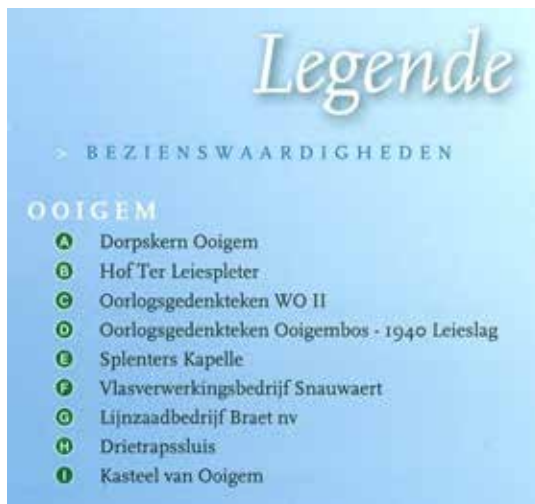 Legende
> BEZIENSWAARDIGHEDEN
OOIGEM
A Dorpskern Ooigem
B Hof Ter Leiespleter
C Oorlogsgedenkteken WO II
D Oorlogsgedenkteken Ooigembos - 1940 Leieslag
E Splenters Kapelle
F Vlasverwerkingsbedrijf Snauwaert
G Lijnzaadbedrijf Braet nv
H Drietrapssluis
I Kasteel van Ooigem